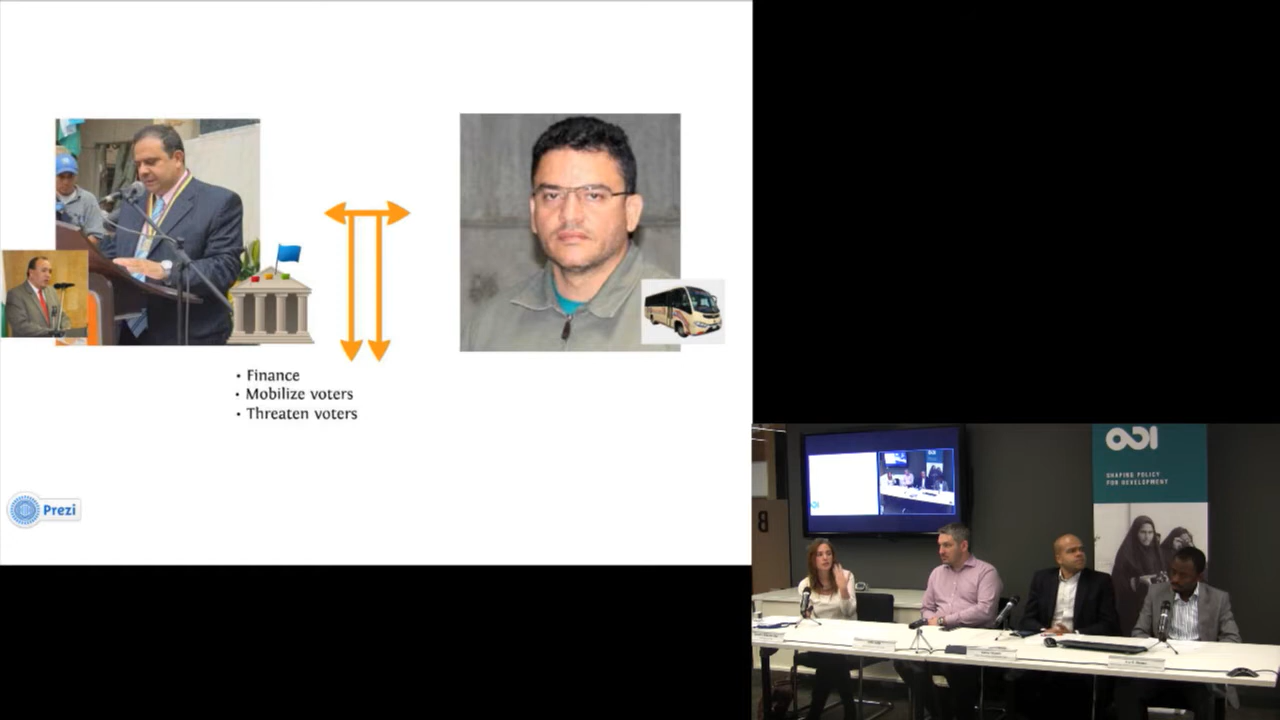 • Finance
• Mobilize voters
• Threaten voters
Prezi
ODI
SHAPING POLICY
FOR DEVELOPMENT
B